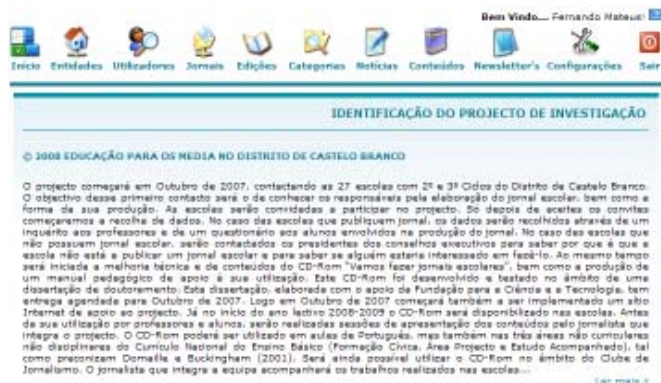 Bem Vindo... Fernando Mateus!
Início Entidades Utilizadores Jornais Edições Categorias Notícias Conteúdos Newsletter's Configurações Sair
IDENTIFICAÇÃO DO PROJECTO DE INVESTIGAÇÃO
© 2008 EDUCAÇÃO PARA OS MEDIA NO DISTRITO DE CASTELO BRANCO
O projecto começará em Outubro de 2007, contactando as 27 escolas com 2º e 3º Ciclos do Distrito de Castelo Branco.
O objectivo desse primeiro contacto será o de conhecer os responsáveis pela elaboração do jornal escolar, bem como a
forma da sua produção. As escolas serão convidadas a participar no projecto. Só depois de aceites os convites
começaremos a recolha de dados. No caso das escolas que publiquem jornal, os dados serão recolhidos através de um
inquérito aos professores e de um questionário aos alunos envolvidos na produção do jornal. No caso das escolas que
não possuem jornal escolar, serão contactados os presidentes dos conselhos executivos para saber por que é que a
escola não está a publicar um jornal escolar e para saber se alguém estaria interessado em fazê-lo. Ao mesmo tempo
será iniciada a melhoria técnica e de conteúdos do CD-Rom "Vamos fazer jornais escolares", bem como a produção de
um manual pedagógico de apoio à sua utilização. Este CD-Rom foi desenvolvido e testado no âmbito de uma
dissertação de doutoramento. Esta dissertação, elaborada com o apoio da Fundação para a Ciência e a Tecnologia, tem
entrega agendada para Outubro de 2007. Logo em Outubro de 2007 começará também a ser implementado um sítio
Internet de apoio ao projecto. Já no início do ano lectivo 2008-2009 o CD-Rom será disponibilizado nas escolas. Antes
da sua utilização por professores e alunos, serão realizadas sessões de apresentação dos conteúdos pelo jornalista que
integra o projecto. O CD-Rom poderá ser utilizado em aulas de Português, mas também nas três áreas não curriculares
não disciplinares do Currículo Nacional do Ensino Básico (Formação Cívica, Área Projecto e Estudo Acompanhado), tal
como preconizam Domaille e Buckingham (2001). Será ainda possível utilizar o CD-Rom no âmbito do Clube de
Jornalismo. O jornalista que integra a equipa acompanhará os trabalhos realizados nas escolas...
Ler mais >